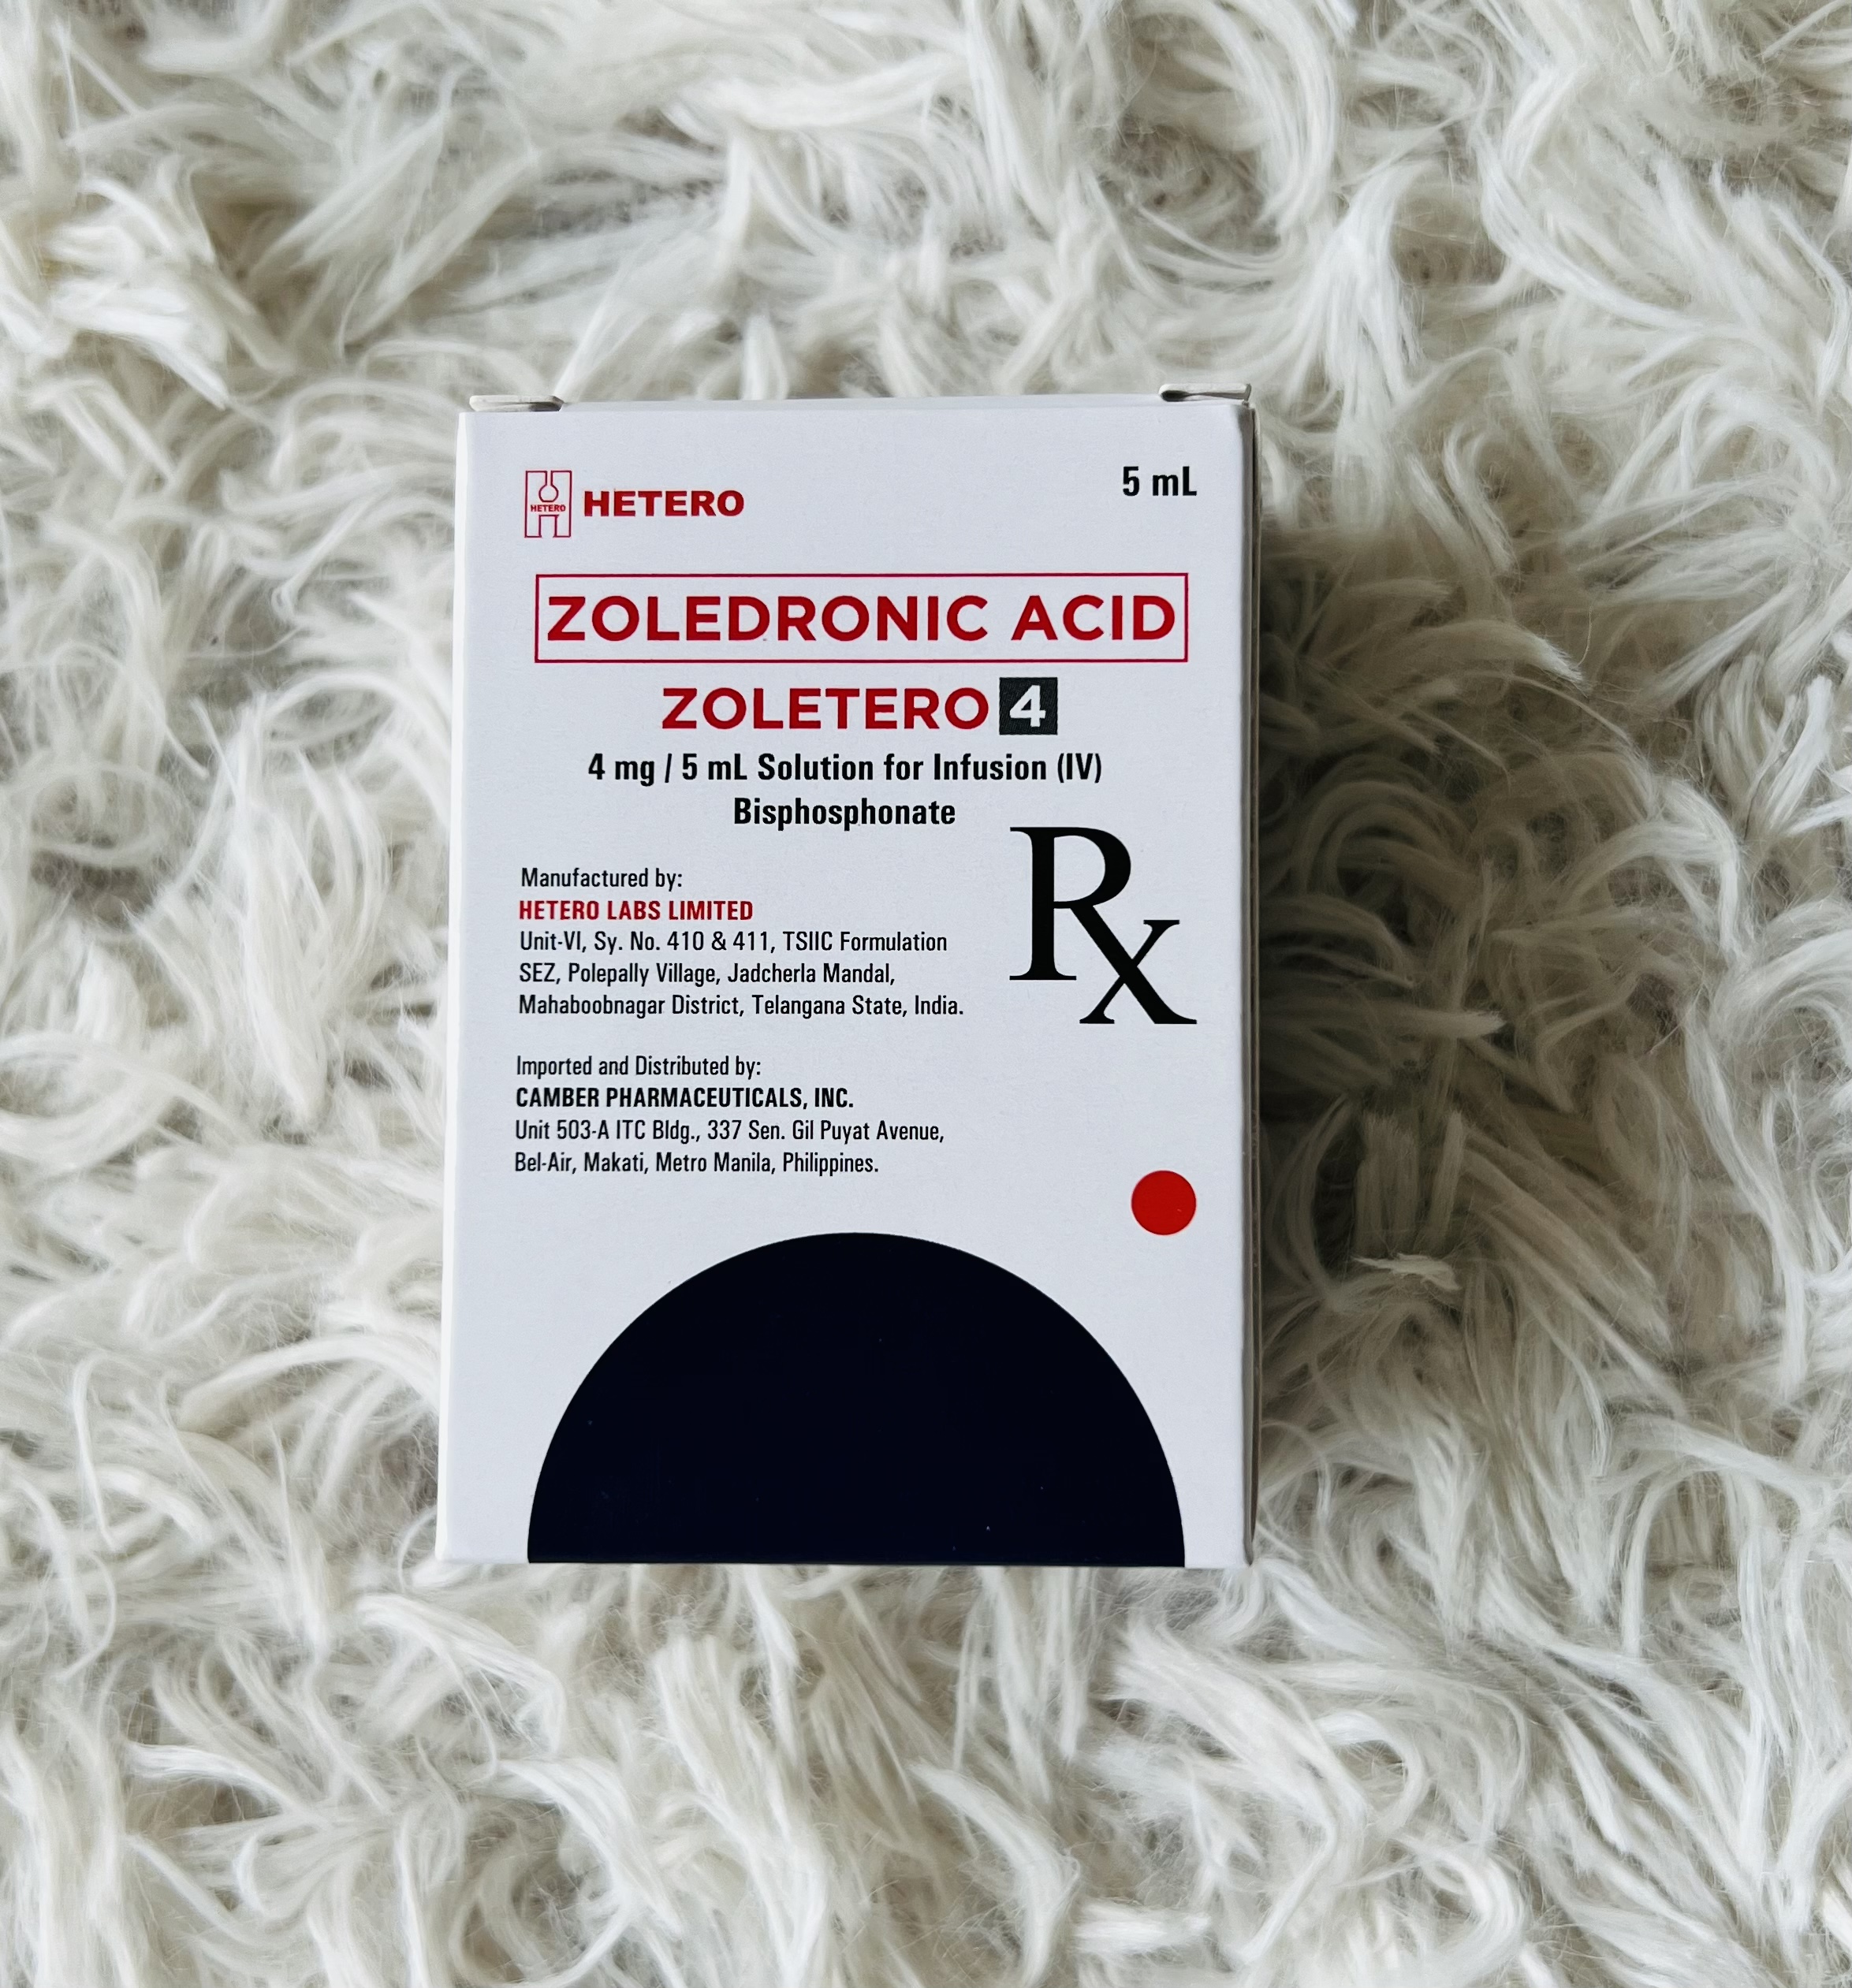 HETERO
HETERO
5 mL
ZOLEDRONIC ACID
ZOLETERO 4
4 mg / 5 mL Solution for Infusion (IV)
Bisphosphonate
Rx
Manufactured by:
HETERO LABS LIMITED
Unit-VI, Sy. No. 410 & 411, TSIIC Formulation
SEZ, Polepally Village, Jadcherla Mandal,
Mahaboobnagar District, Telangana State, India.
Imported and Distributed by:
CAMBER PHARMACEUTICALS, INC.
Unit 503-A ITC Bldg., 337 Sen. Gil Puyat Avenue,
Bel-Air, Makati, Metro Manila, Philippines.